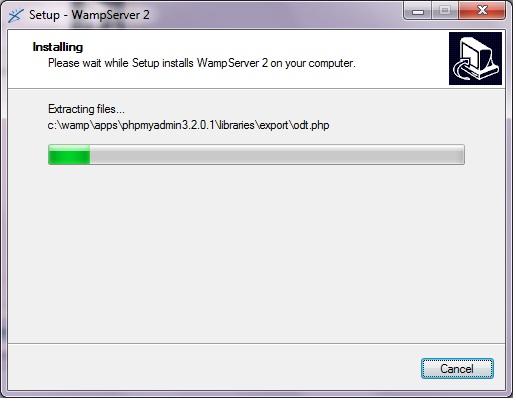 Setup - WampServer 2
Installing
Please wait while Setup installs WampServer 2 on your computer.
Extracting files...
c:\wamp\apps\phpmyadmin3.2.0.1\libraries\export\odt.php
Cancel